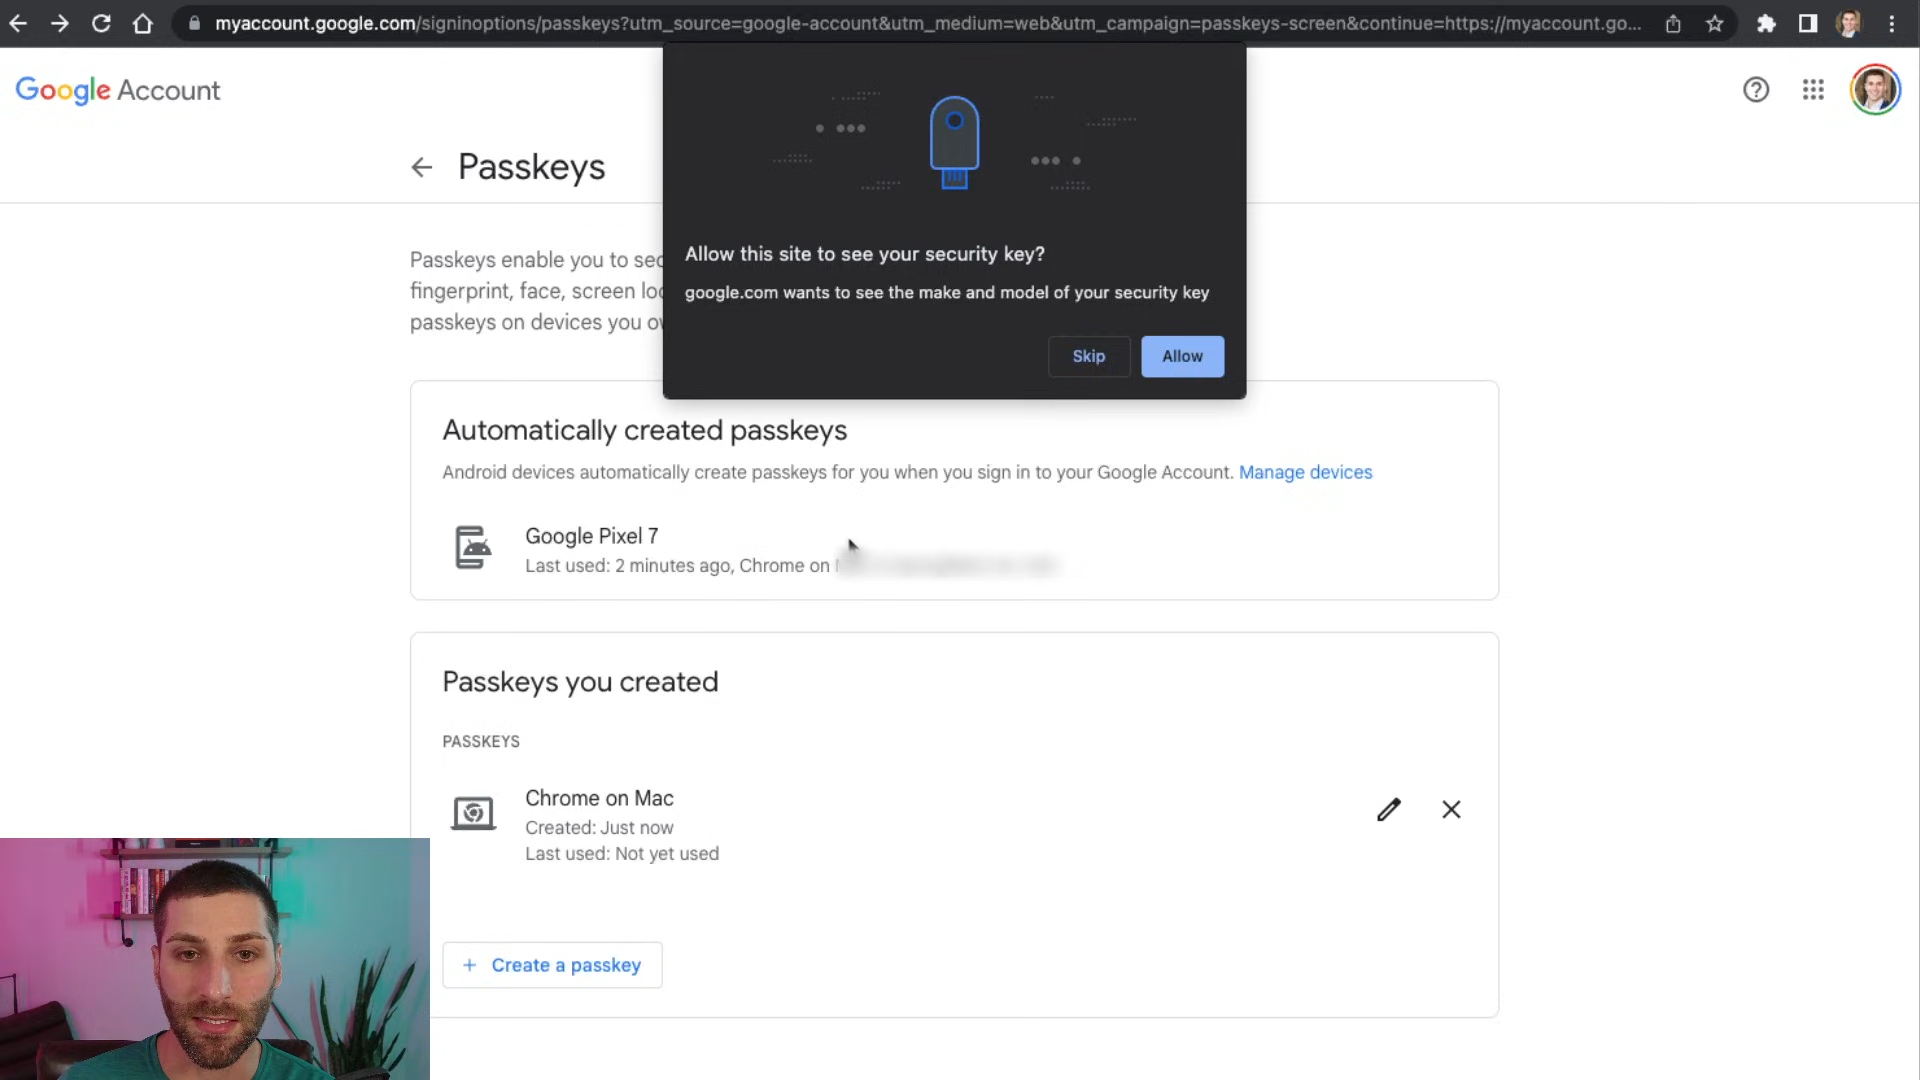 myaccount.google.com/signinoptions/passkeys?utm_source=google-account&utm_medium=web&utm_campaign=passkeys-screen&continue=https://myaccount.go...
Google Account
Passkeys
Allow this site to see your security key?
google.com wants to see the make and model of your security key
Skip
Allow
Passkeys enable you to sec
fingerprint, face, screen loc
passkeys on devices you ow
Automatically created passkeys
Android devices automatically create passkeys for you when you sign in to your Google Account. Manage devices
Google Pixel 7
Last used: 2 minutes ago, Chrome on
Passkeys you created
PASSKEYS
Chrome on Mac
Created: Just now
Last used: Not yet used
+ Create a passkey